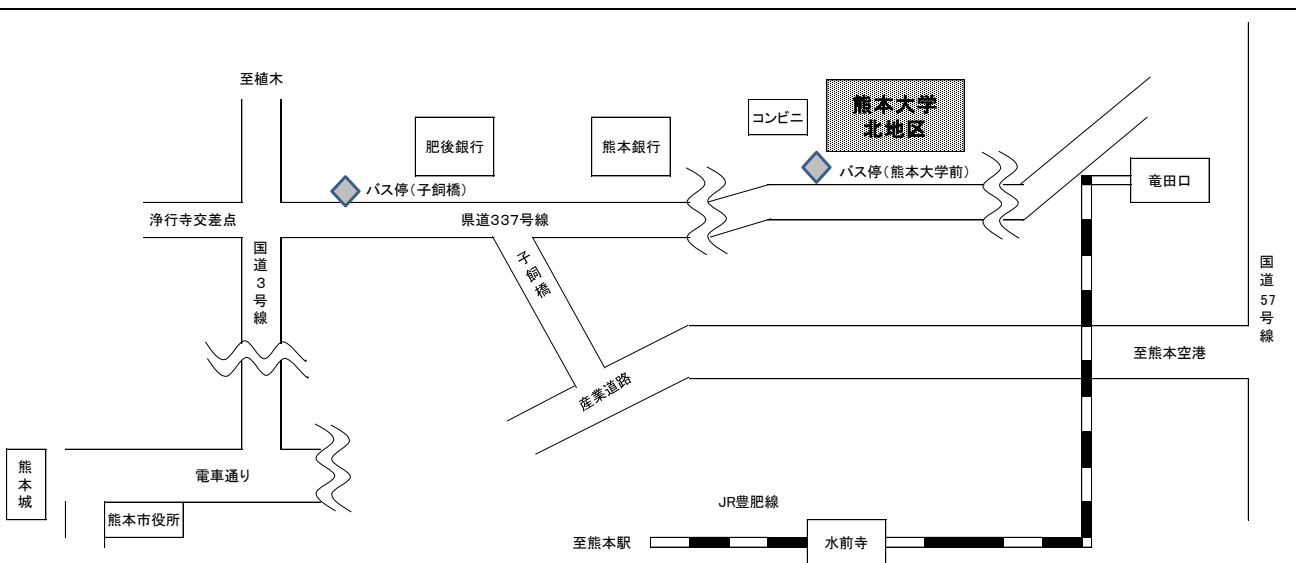 至植木
コンビニ
熊本大学
北地区
肥後銀行
熊本銀行
バス停(熊本大学前)
竜田口
バス停(子飼橋)
浄行寺交差点
県道337号線
国道3号線
子飼橋
国道57号線
至熊本空港
産業道路
熊本城
電車通り
熊本市役所
JR豊肥線
至熊本駅
水前寺